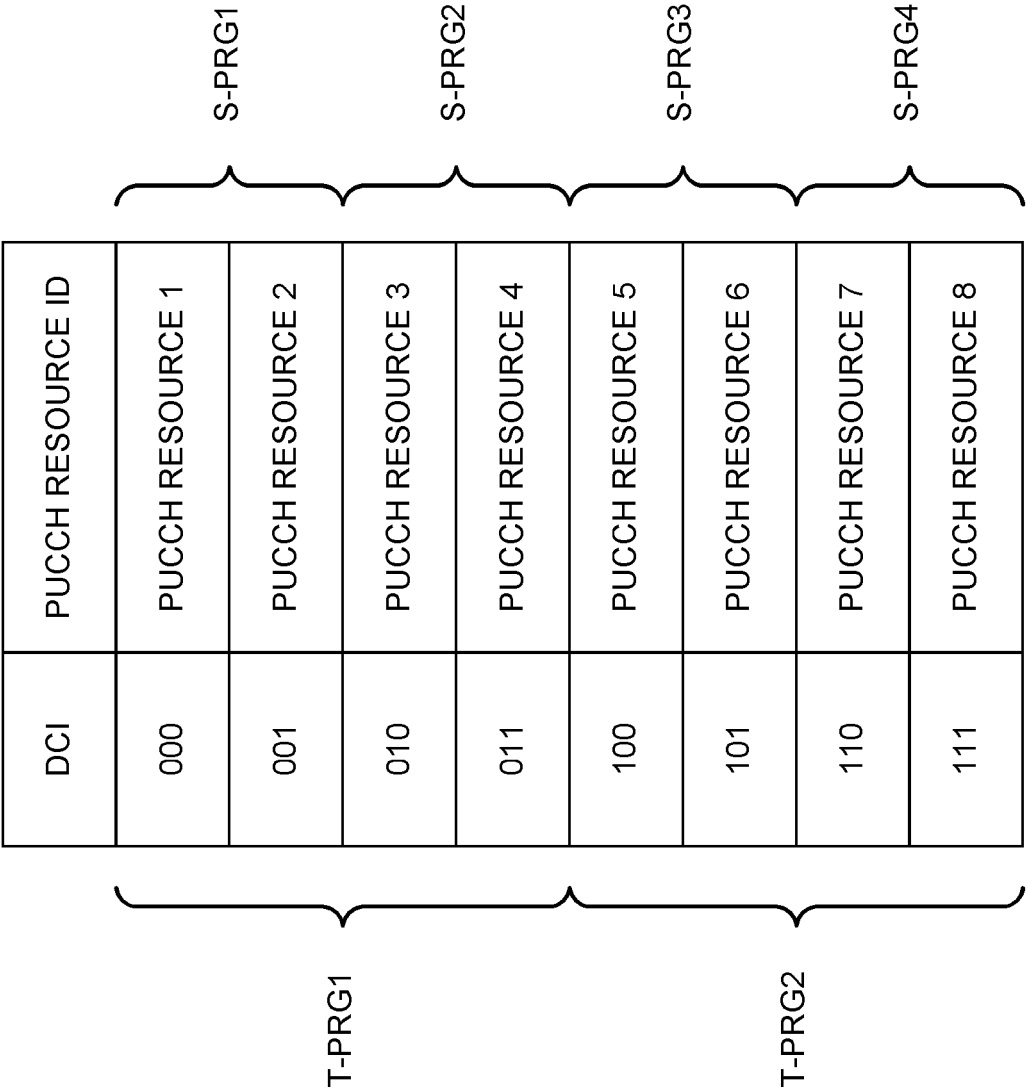 DCI PUCCH RESOURCE ID
000 PUCCH RESOURCE 1
001 PUCCH RESOURCE 2
010 PUCCH RESOURCE 3
011 PUCCH RESOURCE 4
100 PUCCH RESOURCE 5
101 PUCCH RESOURCE 6
110 PUCCH RESOURCE 7
111 PUCCH RESOURCE 8
T-PRG1
T-PRG2
S-PRG1
S-PRG2
S-PRG3
S-PRG4